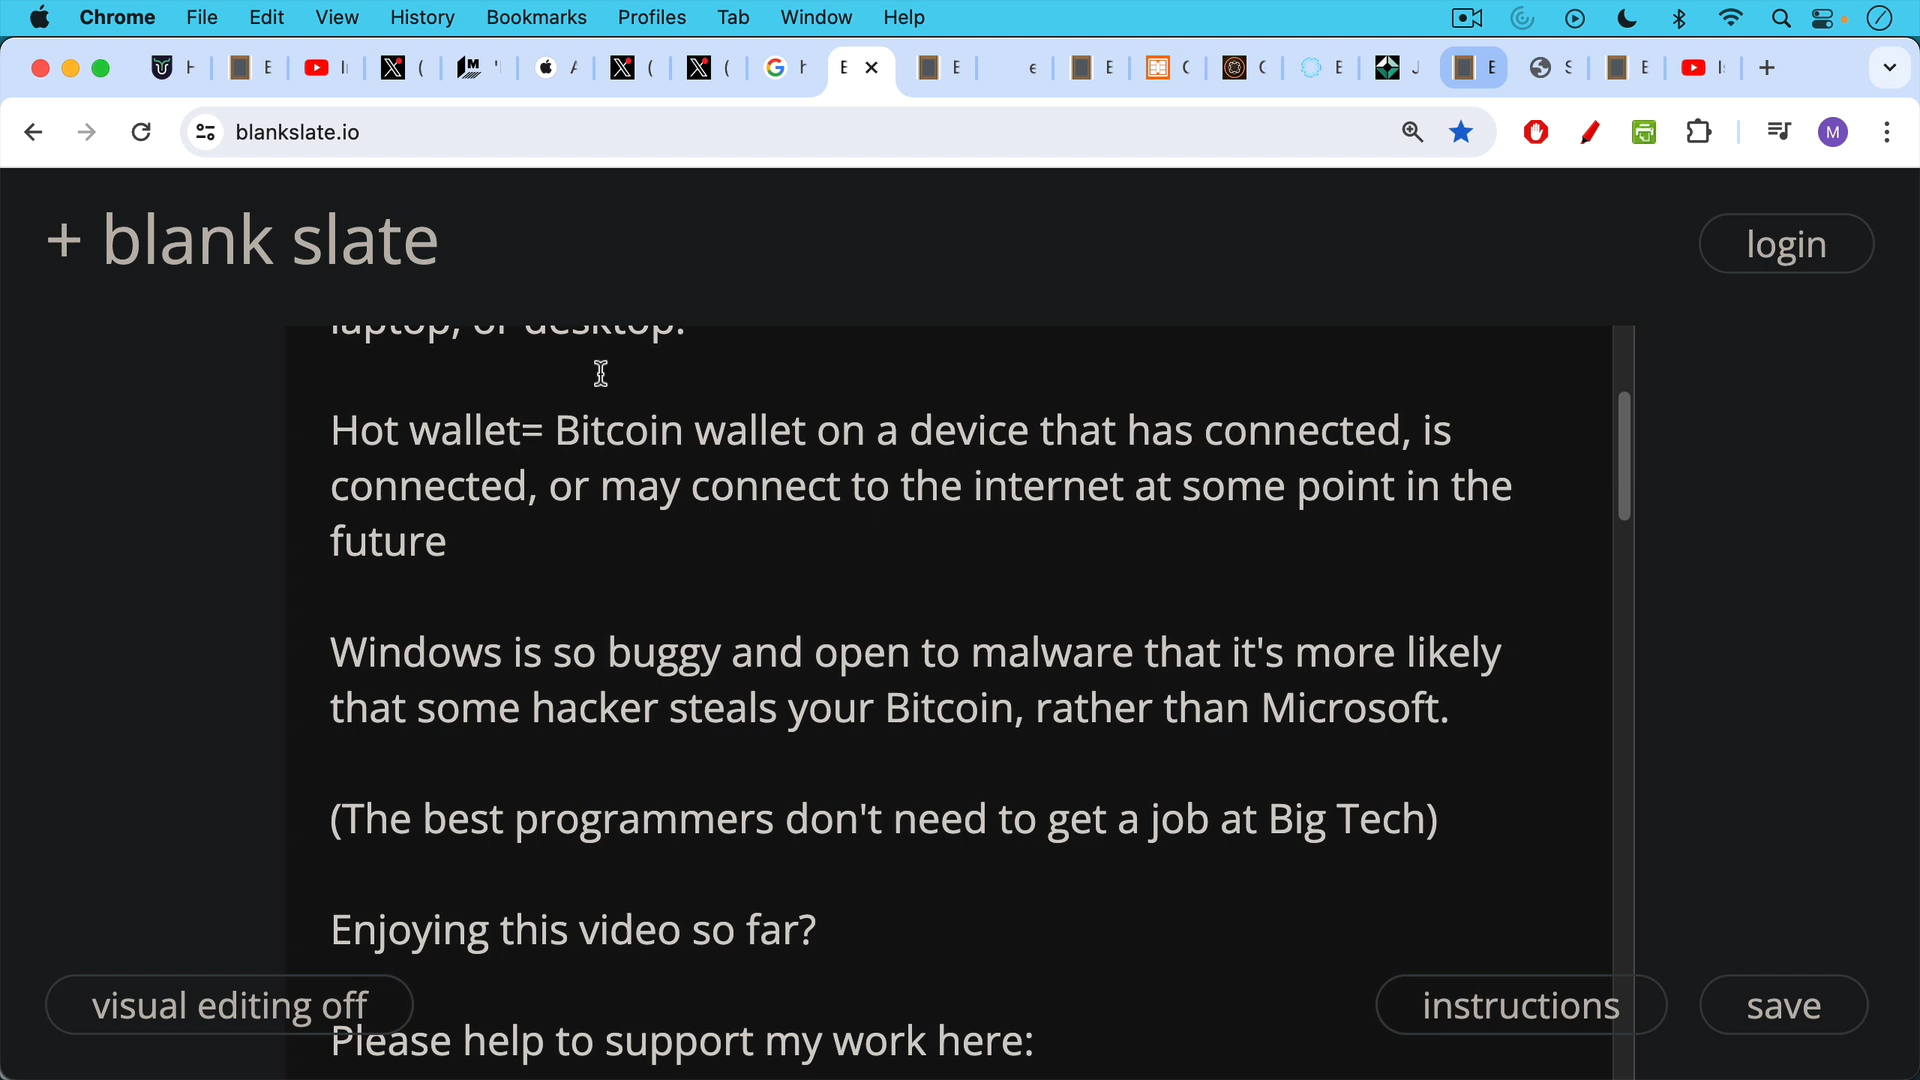 Chrome File Edit View History Bookmarks Profiles Tab Window Help
blankslate.io
M
+ blank slate
login
laptop, or desktop.
Hot wallet= Bitcoin wallet on a device that has connected, is
connected, or may connect to the internet at some point in the
future
Windows is so buggy and open to malware that it's more likely
that some hacker steals your Bitcoin, rather than Microsoft.
(The best programmers don't need to get a job at Big Tech)
Enjoying this video so far?
visual editing off
instructions
save
Please help to support my work here: